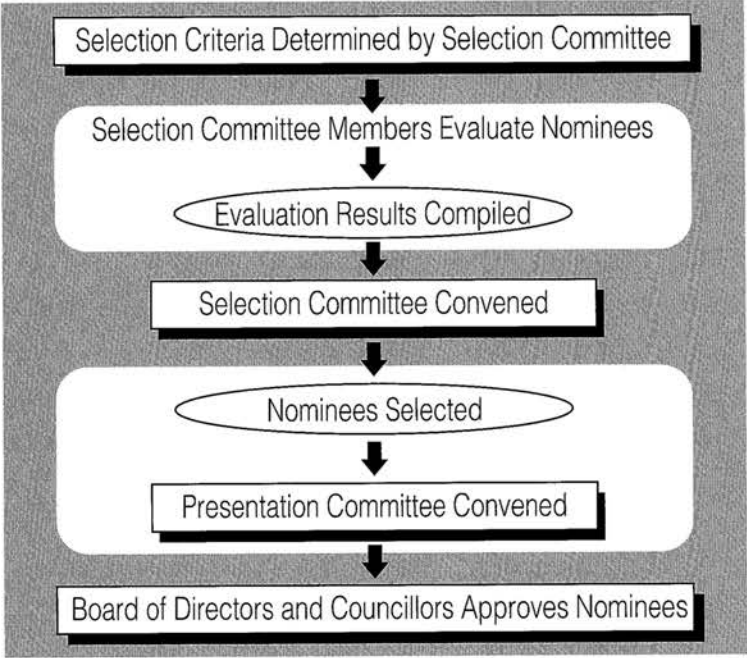 Selection Criteria Determined by Selection Committee
Selection Committee Members Evaluate Nominees
Evaluation Results Compiled
Selection Committee Convened
Nominees Selected
Presentation Committee Convened
Board of Directors and Councillors Approves Nominees